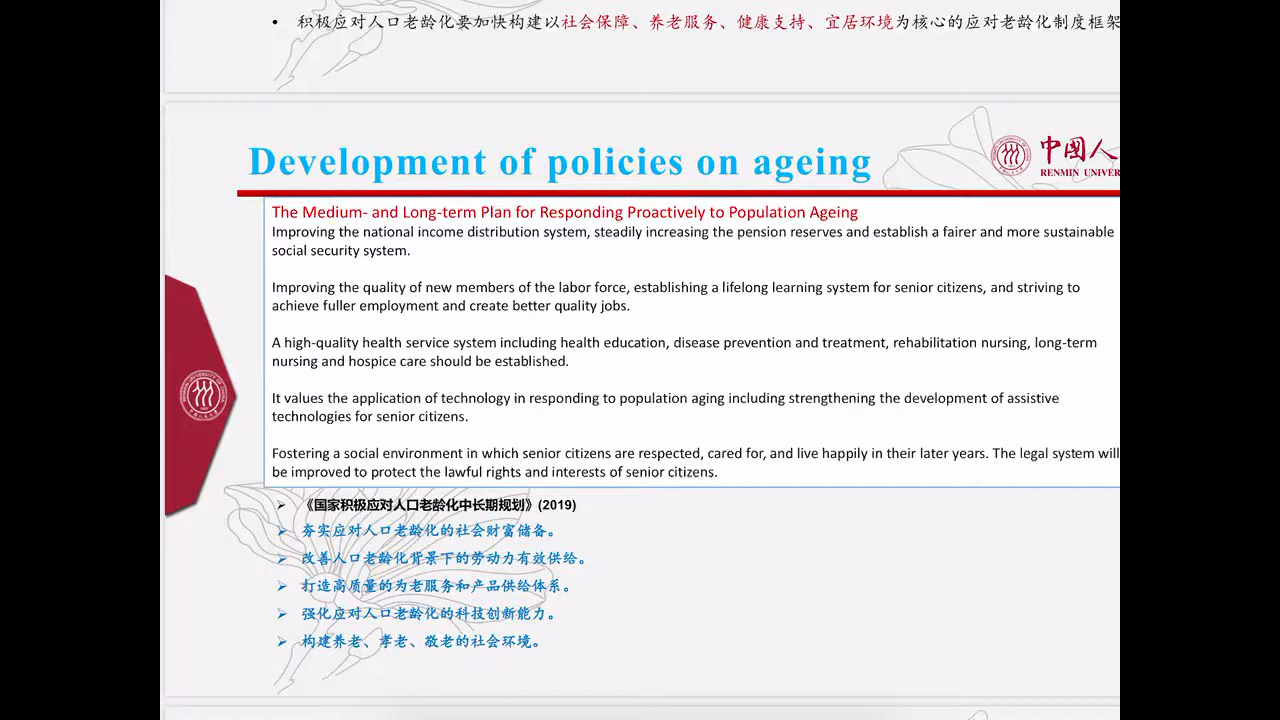 • 积极应对人口老龄化要加快构建以社会保障、养老服务、健康支持、宜居环境为核心的应对老龄化制度框架
Development of policies on ageing
中国人
RENMIN UNIVER
The Medium- and Long-term Plan for Responding Proactively to Population Ageing
Improving the national income distribution system, steadily increasing the pension reserves and establish a fairer and more sustainable
social security system.
Improving the quality of new members of the labor force, establishing a lifelong learning system for senior citizens, and striving to
achieve fuller employment and create better quality jobs.
A high-quality health service system including health education, disease prevention and treatment, rehabilitation nursing, long-term
nursing and hospice care should be established.
It values the application of technology in responding to population aging including strengthening the development of assistive
technologies for senior citizens.
Fostering a social environment in which senior citizens are respected, cared for, and live happily in their later years. The legal system will
be improved to protect the lawful rights and interests of senior citizens.
➢ 《国家积极应对人口老龄化中长期规划》(2019)
➢ 夯实应对人口老龄化的社会财富储备。
➢ 改善人口老龄化背景下的劳动力有效供给。
➢ 打造高质量的为老服务和产品供给体系。
➢ 强化应对人口老龄化的科技创新能力。
➢ 构建养老、孝老、敬老的社会环境。